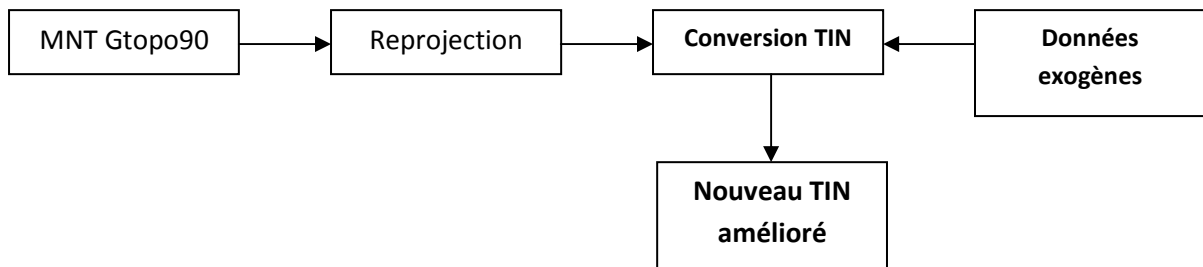 MNT Gtopo90
Reprojection
Conversion TIN
Données
exogènes
Nouveau TIN
amélioré